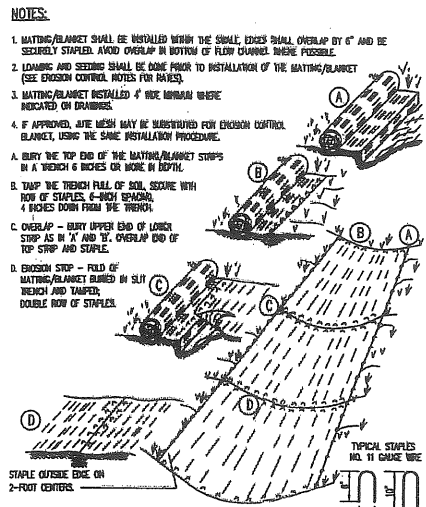 NOTES:
1. MATTING/BLANKET SHALL BE INSTALLED WITHIN THE SWALE, EDGES SHALL OVERLAP BY 6" AND BE
SECURELY STAPLED. AVOID OVERLAP IN BOTTOM OF FLOW CHANNEL WHERE POSSIBLE.
2. LOAMING AND SEEDING SHALL BE DONE PRIOR TO INSTALLATION OF THE MATTING/BLANKET
(SEE EROSION CONTROL NOTES FOR RATES).
3. MATTING/BLANKET INSTALLED 4' WIDE MINIMUM WHERE
INDICATED ON DRAWINGS.
4. IF APPROVED, JUTE MESH MAY BE SUBSTITUTED FOR EROSION CONTROL
BLANKET, USING THE SAME INSTALLATION PROCEDURE.
A. BURY THE TOP END OF THE MATTING/BLANKET STRIPS
IN A TRENCH 6 INCHES OR MORE IN DEPTH.
B. TAMP THE TRENCH FULL OF SOIL, SECURE WITH
ROW OF STAPLES, 6-INCH SPACING,
4 INCHES DOWN FROM THE TRENCH.
C. OVERLAP - BURY UPPER END OF LOWER
STRIP AS IN 'A' AND 'B'. OVERLAP END OF
TOP STRIP AND STAPLE.
D. EROSION STOP - FOLD OF
MATTING/BLANKET BURIED IN SLIT
TRENCH AND TAMPED;
DOUBLE ROW OF STAPLES.
A
B
B
A
C
C
D
D
STAPLE OUTSIDE EDGE ON
2-FOOT CENTERS.
TYPICAL STAPLES
NO. 11 GAUGE WIRE